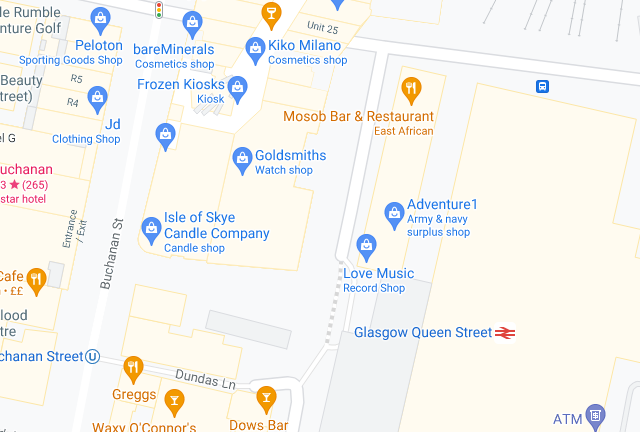 le Rumble
nture Golf
Unit 25
Peloton
Sporting Goods Shop
bareMinerals
Cosmetics shop
Kiko Milano
Cosmetics shop
Beauty
treet)
R5
R4
Frozen Kiosks
Kiosk
Mosob Bar & Restaurant
East African
Jd
Clothing Shop
el G
Goldsmiths
Watch shop
uchanan
3 ★ (265)
star hotel
Entrance
/ Exit
Isle of Skye
Candle Company
Candle shop
Adventure1
Army & navy
surplus shop
Buchanan St
Love Music
Record Shop
Cafe
• ££
lood
tre
Glasgow Queen Street
chanan Street U
Dundas Ln
Greggs
Waxy O'Connor's
Dows Bar
ATM